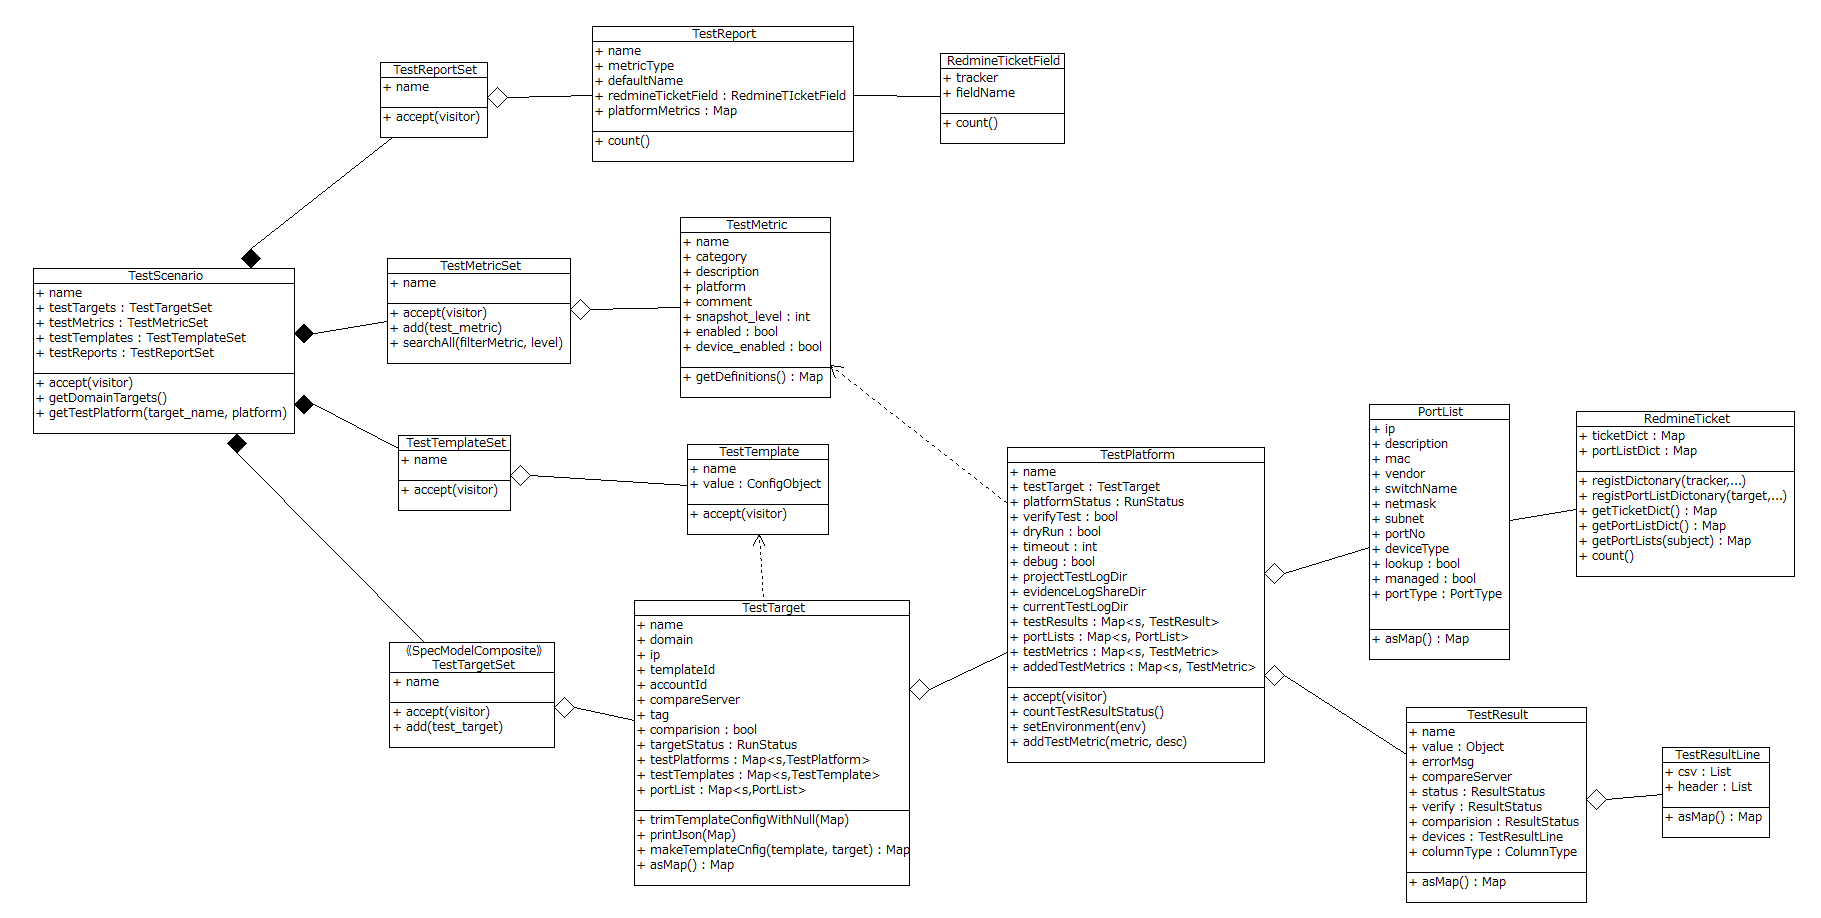 TestReport
+ name
+ metricType
+ defaultName
+ redmineTicketField : RedmineTIcketField
+ platformMetrics : Map
+ count()
RedmineTicketField
+ tracker
+ fieldName
+ count()
TestReportSet
+ name
+ accept(visitor)
TestMetric
+ name
+ category
+ description
+ platform
+ comment
+ snapshot_level : int
+ enabled : bool
+ device_enabled : bool
+ getDefinitions() : Map
TestMetricSet
+ name
+ accept(visitor)
+ add(test_metric)
+ searchAll(filterMetric, level)
TestScenario
+ name
+ testTargets : TestTargetSet
+ testMetrics : TestMetricSet
+ testTemplates : TestTemplateSet
+ testReports : TestReportSet
+ accept(visitor)
+ getDomainTargets()
+ getTestPlatform(target_name, platform)
TestTemplateSet
+ name
+ accept(visitor)
TestTemplate
+ name
+ value : ConfigObject
+ accept(visitor)
TestPlatform
+ name
+ testTarget : TestTarget
+ platformStatus : RunStatus
+ verifyTest : bool
+ dryRun : bool
+ timeout : int
+ debug : bool
+ projectTestLogDir
+ evidenceLogShareDir
+ currentTestLogDir
+ testResults : Map<s, TestResult>
+ portLists : Map<s, PortList>
+ testMetrics : Map<s, TestMetric>
+ addedTestMetrics : Map<s, TestMetric>
+ accept(visitor)
+ countTestResultStatus()
+ setEnvironment(env)
+ addTestMetric(metric, desc)
PortList
+ ip
+ description
+ mac
+ vendor
+ switchName
+ netmask
+ subnet
+ portNo
+ deviceType
+ lookup : bool
+ managed : bool
+ portType : PortType
+ asMap() : Map
RedmineTicket
+ ticketDict : Map
+ portListDict : Map
+ registDictonary(tracker,...)
+ registPortListDictonary(target,...)
+ getTicketDict() : Map
+ getPortListDict() : Map
+ getPortLists(subject) : Map
+ count()
《SpecModelComposite》
TestTargetSet
+ name
+ accept(visitor)
+ add(test_target)
TestTarget
+ name
+ domain
+ ip
+ templateId
+ accountId
+ compareServer
+ tag
+ comparision : bool
+ targetStatus : RunStatus
+ testPlatforms : Map<s,TestPlatform>
+ testTemplates : Map<s,TestTemplate>
+ portList : Map<s,PortList>
+ trimTemplateConfigWithNull(Map)
+ printJson(Map)
+ makeTemplateCnfig(template, target) : Map
+ asMap() : Map
TestResult
+ name
+ value : Object
+ errorMsg
+ compareServer
+ status : ResultStatus
+ verify : ResultStatus
+ comparision : ResultStatus
+ devices : TestResultLine
+ columnType : ColumnType
+ asMap() : Map
TestResultLine
+ csv : List
+ header : List
+ asMap() : Map